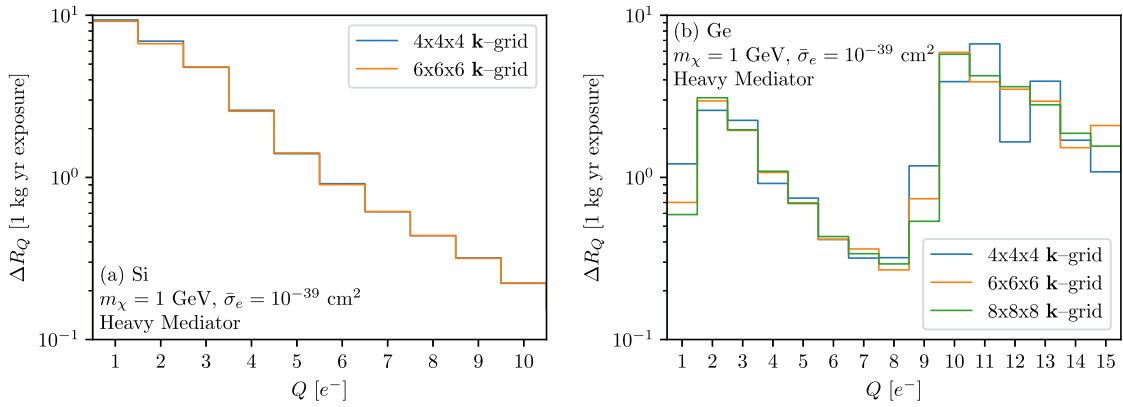 10¹
10⁰
10⁻¹
ΔR_Q [1 kg yr exposure]
4x4x4 k–grid
6x6x6 k–grid
(a) Si
m_χ = 1 GeV, σ̄_e = 10⁻³⁹ cm²
Heavy Mediator
1 2 3 4 5 6 7 8 9 10
Q [e⁻]
10¹
10⁰
10⁻¹
ΔR_Q [1 kg yr exposure]
(b) Ge
m_χ = 1 GeV, σ̄_e = 10⁻³⁹ cm²
Heavy Mediator
4x4x4 k–grid
6x6x6 k–grid
8x8x8 k–grid
1 2 3 4 5 6 7 8 9 10 11 12 13 14 15
Q [e⁻]